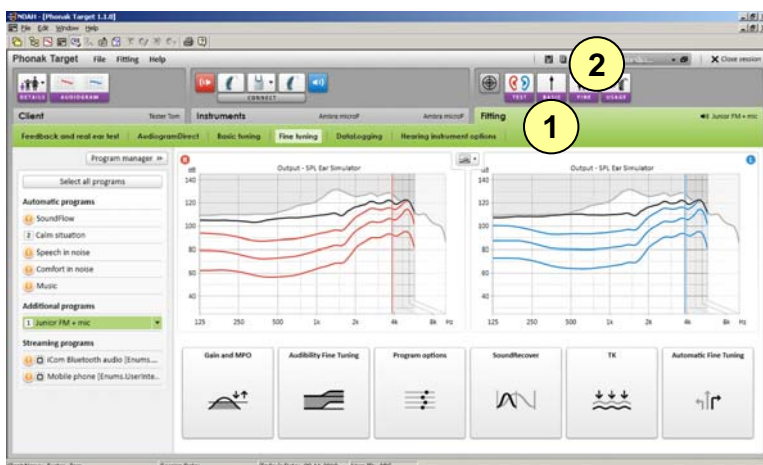 NOAH - [Phonak Target 1.1.0]
File Edit Window Help
Phonak Target File Fitting Help
Close session
2
DETAILS AUDIOGRAM
CONNECT
TEST BASIC FINE USAGE
Client Tester Tom Instruments Ambra microP Ambra microP Fitting Junior FM + mic
1
Feedback and real ear test AudiogramDirect Basic tuning Fine tuning DataLogging Hearing instrument options
Program manager »
Select all programs
Automatic programs
SoundFlow
2 Calm situation
Speech in noise
Comfort in noise
Music
Additional programs
1 Junior FM + mic
Streaming programs
iCom Bluetooth audio [Enums....
Mobile phone [Enums.UserInte...
Output - SPL Ear Simulator
dB
140
120
100
80
60
40
125 250 500 1k 2k 4k 8k Hz
Output - SPL Ear Simulator
dB
140
120
100
80
60
40
125 250 500 1k 2k 4k 8k Hz
Gain and MPO
Audibility Fine Tuning
Program options
SoundRecover
TK
Automatic Fine Tuning